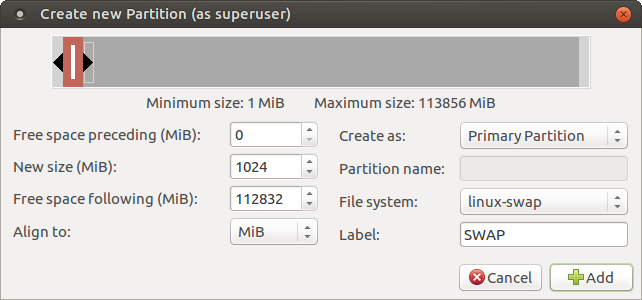 Create new Partition (as superuser)
Minimum size: 1 MiB Maximum size: 113856 MiB
Free space preceding (MiB): 0 Create as: Primary Partition
New size (MiB): 1024 Partition name:
Free space following (MiB): 112832 File system: linux-swap
Align to: MiB Label: SWAP
Cancel Add